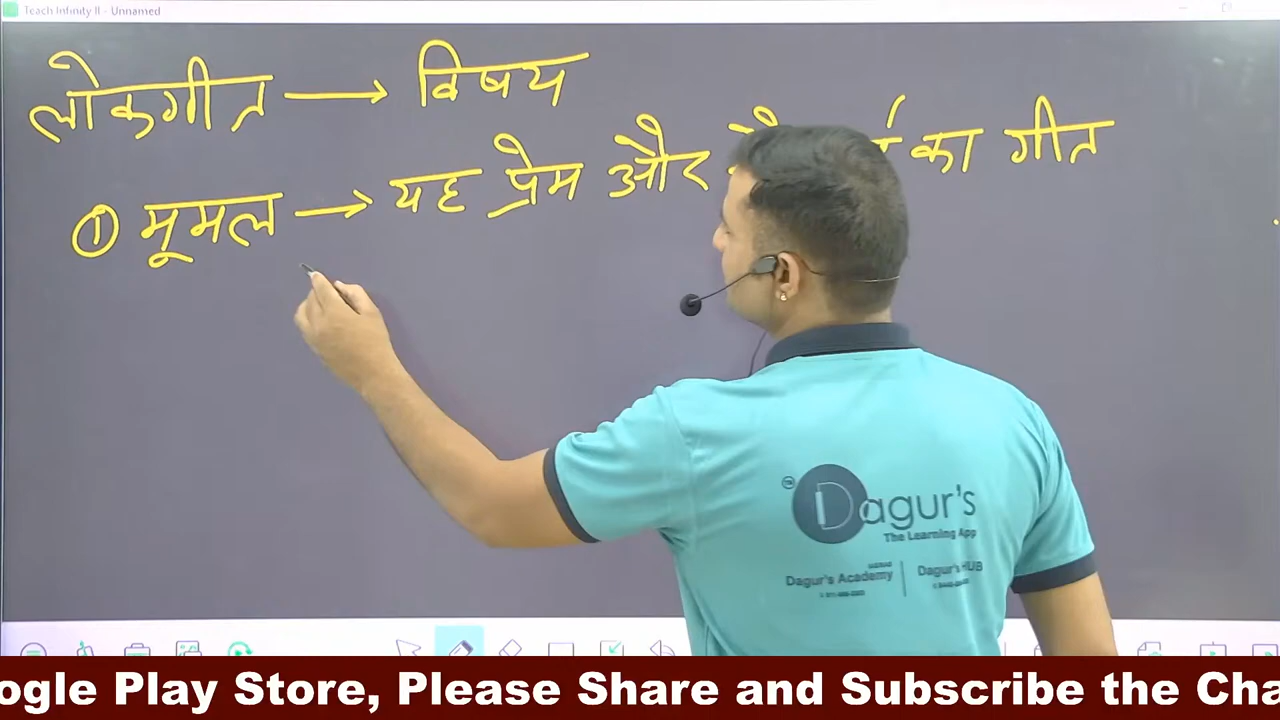 Teach Infinity II - Unnamed
लोकगीत → विषय
① मूमल → यह प्रेम और का गीत
Dagur's
The Learning App
Dagur's Academy
Dagur's HUB
ogle Play Store, Please Share and Subscribe the Cha